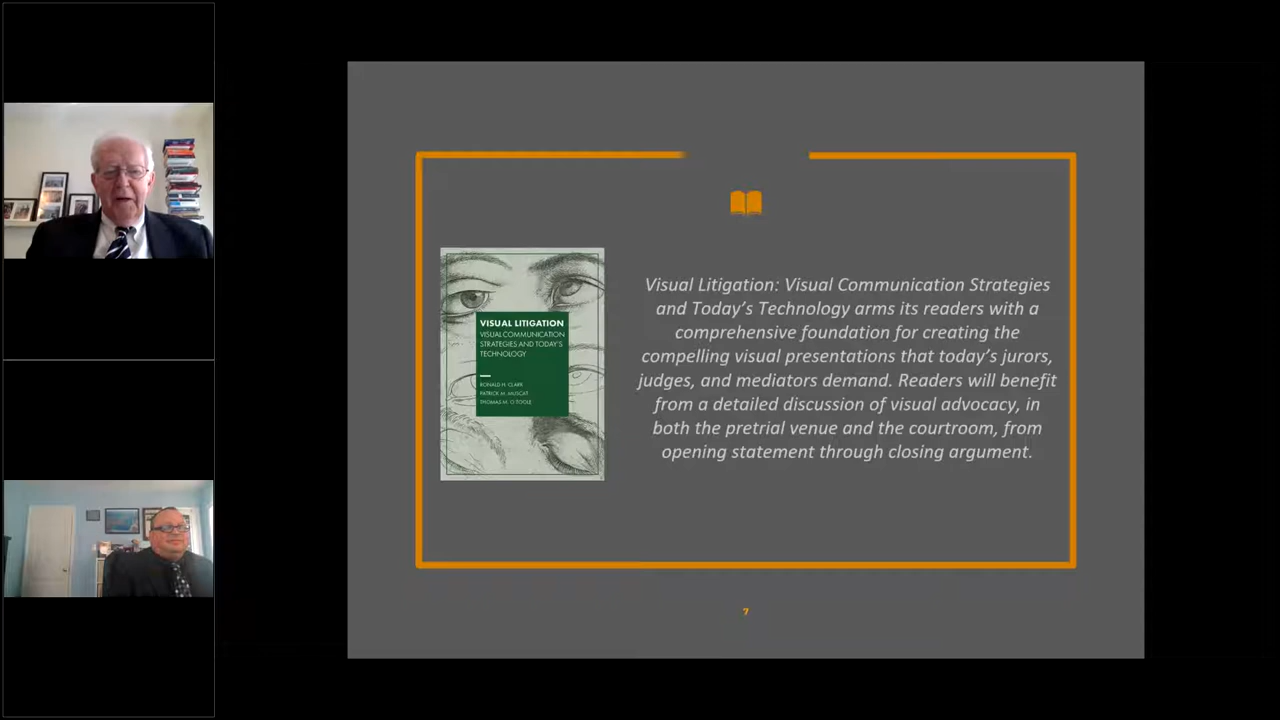 VISUAL LITIGATION
VISUAL COMMUNICATION
STRATEGIES AND TODAY'S
TECHNOLOGY
RONALD H. CLARK
PATRICK M. MUSCAT
THOMAS M. O'TOOLE
Visual Litigation: Visual Communication Strategies
and Today's Technology arms its readers with a
comprehensive foundation for creating the
compelling visual presentations that today's jurors,
judges, and mediators demand. Readers will benefit
from a detailed discussion of visual advocacy, in
both the pretrial venue and the courtroom, from
opening statement through closing argument.
7